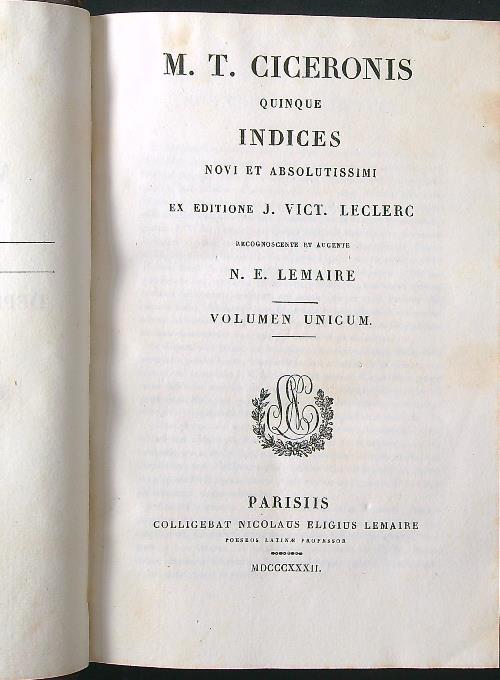 M. T. CICERONIS
QUINQUE
INDICES
NOVI ET ABSOLUTISSIMI
EX EDITIONE J. VICT. LECLERC
RECOGNOSCENTE ET AUGENTE
N. E. LEMAIRE
VOLUMEN UNICUM.
PARISIIS
COLLIGEBAT NICOLAUS ELIGIUS LEMAIRE
POESEOS LATINÆ PROFESSOR
MDCCCXXXII.